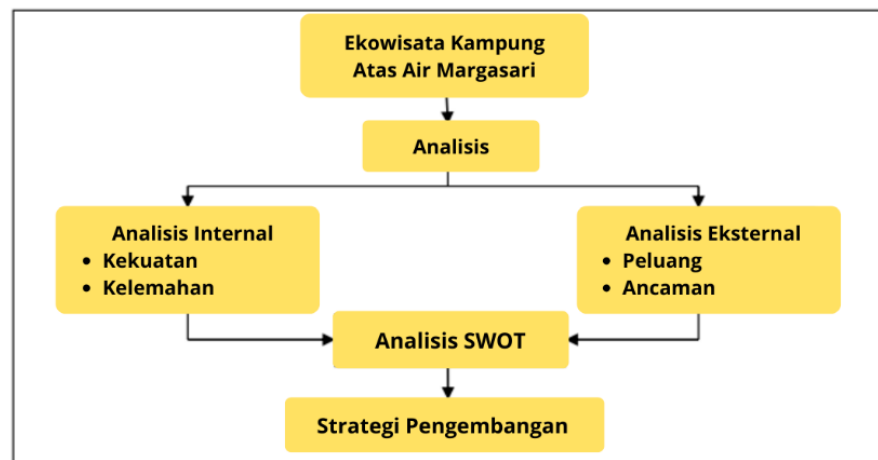 Ekowisata Kampung
Atas Air Margasari
Analisis
Analisis Internal
• Kekuatan
• Kelemahan
Analisis Eksternal
• Peluang
• Ancaman
Analisis SWOT
Strategi Pengembangan